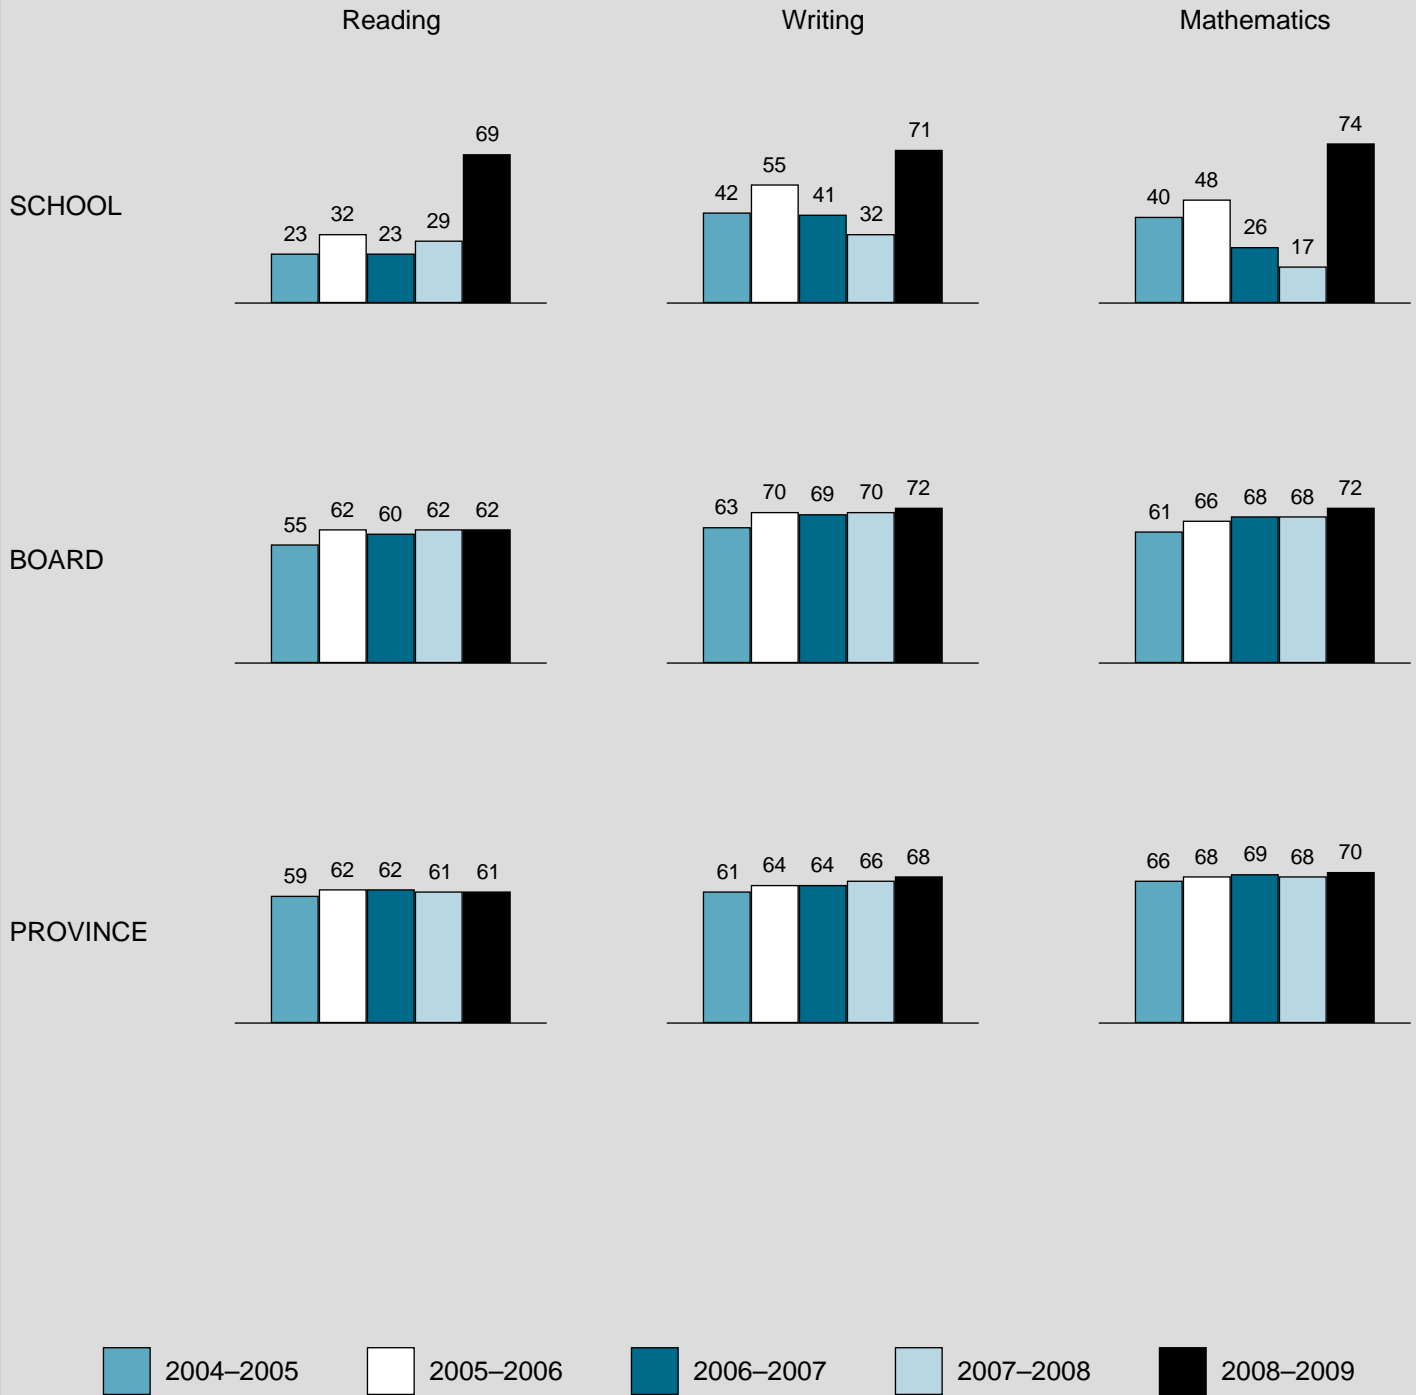 Reading Writing Mathematics
SCHOOL
23 32 23 29 69
42 55 41 32 71
40 48 26 17 74
BOARD
55 62 60 62 62
63 70 69 70 72
61 66 68 68 72
PROVINCE
59 62 62 61 61
61 64 64 66 68
66 68 69 68 70
2004–2005 2005–2006 2006–2007 2007–2008 2008–2009